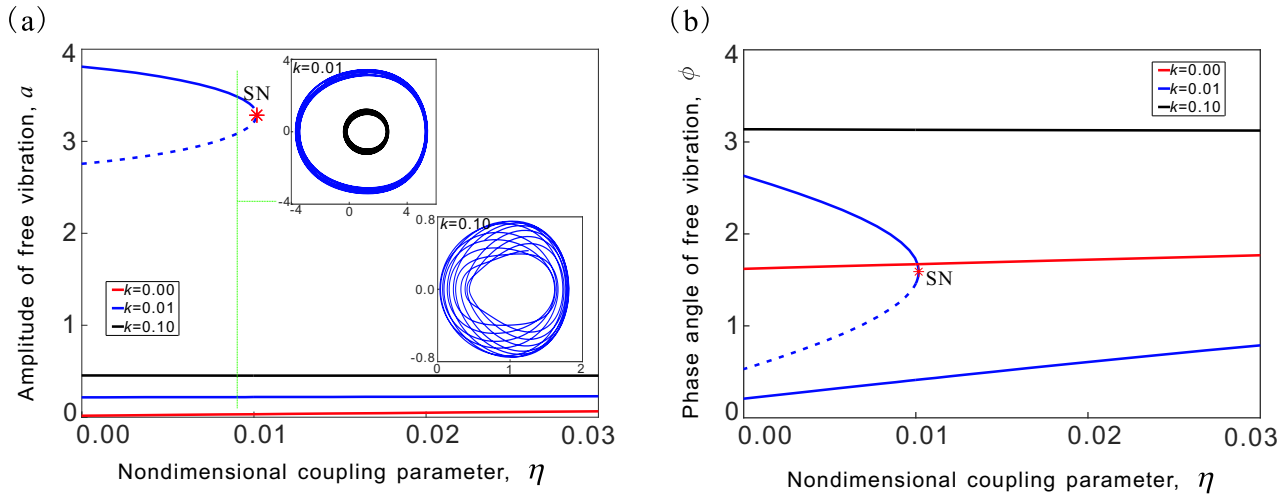 (a)
Amplitude of free vibration, a
4
3
2
1
0
0.00
0.01
0.02
0.03
Nondimensional coupling parameter, η
SN
k=0.00
k=0.01
k=0.10
k=0.01
4
0
-4
-4
0
4
k=0.10
0.8
0.0
-0.8
0
1
2
(b)
Phase angle of free vibration, ϕ
4
3
2
1
0
0.00
0.01
0.02
0.03
Nondimensional coupling parameter, η
SN
k=0.00
k=0.01
k=0.10